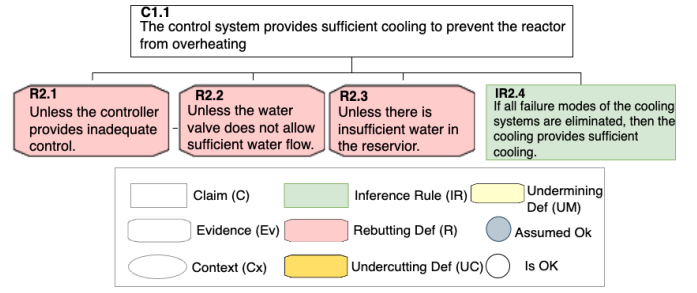 C1.1
The control system provides sufficient cooling to prevent the reactor
from overheating
R2.1
Unless the controller
provides inadequate
control.
R2.2
Unless the water
valve does not allow
sufficient water flow.
R2.3
Unless there is
insufficient water in
the reservior.
IR2.4
If all failure modes of the cooling
systems are eliminated, then the
cooling provides sufficient
cooling.
Claim (C)
Inference Rule (IR)
Undermining
Def (UM)
Evidence (Ev)
Rebutting Def (R)
Assumed Ok
Context (Cx)
Undercutting Def (UC)
Is OK